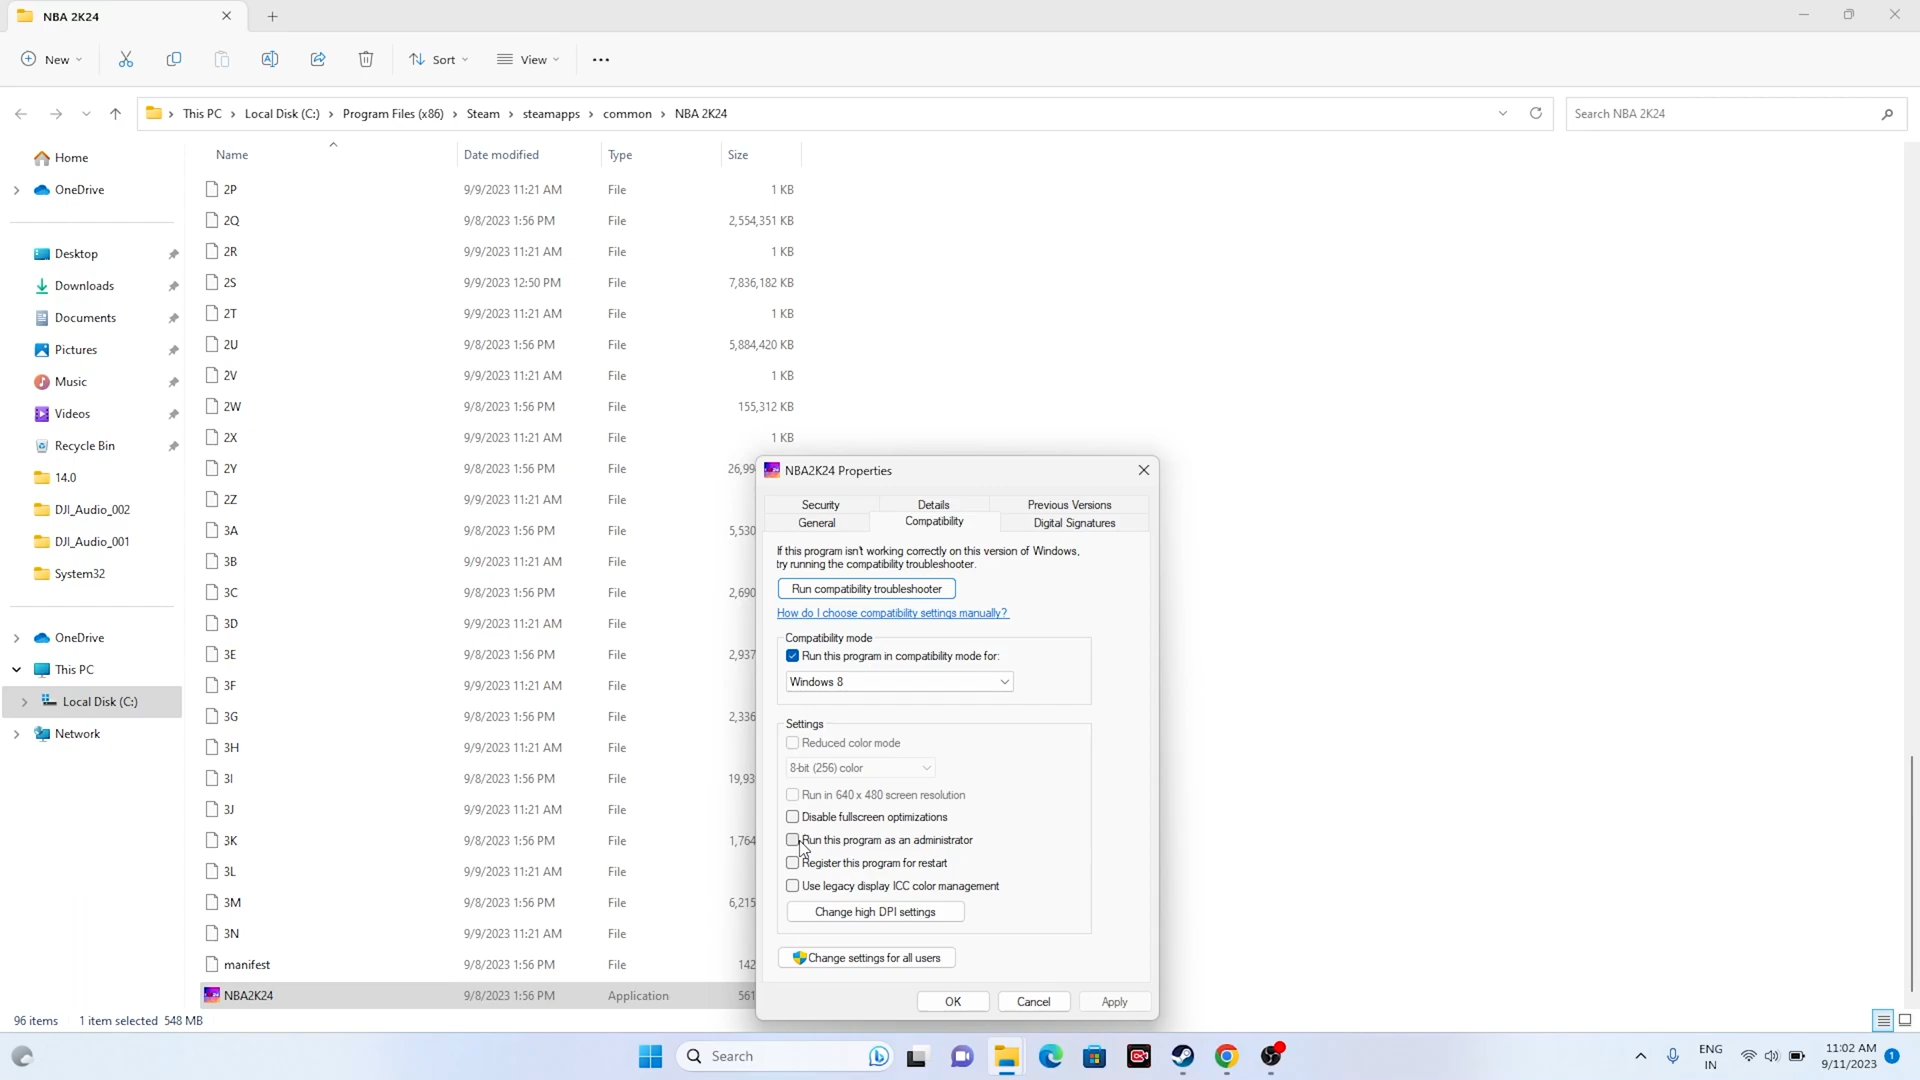 NBA 2K24
New
Sort
View
This PC
Local Disk (C:)
Program Files (x86)
Steam
steamapps
common
NBA 2K24
Search NBA 2K24
Name
Date modified
Type
Size
Home
OneDrive
Desktop
Downloads
Documents
Pictures
Music
Videos
Recycle Bin
14.0
DJI_Audio_002
DJI_Audio_001
System32
OneDrive
This PC
Local Disk (C:)
Network
2P 9/9/2023 11:21 AM File 1 KB
2Q 9/8/2023 1:56 PM File 2,554,351 KB
2R 9/9/2023 11:21 AM File 1 KB
2S 9/9/2023 12:50 PM File 7,836,182 KB
2T 9/9/2023 11:21 AM File 1 KB
2U 9/8/2023 1:56 PM File 5,884,420 KB
2V 9/9/2023 11:21 AM File 1 KB
2W 9/8/2023 1:56 PM File 155,312 KB
2X 9/9/2023 11:21 AM File 1 KB
2Y 9/8/2023 1:56 PM File 26,99
2Z 9/9/2023 11:21 AM File
3A 9/8/2023 1:56 PM File 5,530
3B 9/9/2023 11:21 AM File
3C 9/8/2023 1:56 PM File 2,690
3D 9/9/2023 11:21 AM File
3E 9/8/2023 1:56 PM File 2,937
3F 9/9/2023 11:21 AM File
3G 9/8/2023 1:56 PM File 2,336
3H 9/9/2023 11:21 AM File
3I 9/8/2023 1:56 PM File 19,93
3J 9/9/2023 11:21 AM File
3K 9/8/2023 1:56 PM File 1,764
3L 9/9/2023 11:21 AM File
3M 9/8/2023 1:56 PM File 6,215
3N 9/9/2023 11:21 AM File
manifest 9/8/2023 1:56 PM File 142
NBA2K24 9/8/2023 1:56 PM Application 561
NBA2K24 Properties
Security Details Previous Versions
General Compatibility Digital Signatures
If this program isn't working correctly on this version of Windows,
try running the compatibility troubleshooter.
Run compatibility troubleshooter
How do I choose compatibility settings manually?
Compatibility mode
Run this program in compatibility mode for:
Windows 8
Settings
Reduced color mode
8-bit (256) color
Run in 640 x 480 screen resolution
Disable fullscreen optimizations
Run this program as an administrator
Register this program for restart
Use legacy display ICC color management
Change high DPI settings
Change settings for all users
OK Cancel Apply
96 items 1 item selected 548 MB
Search
ENG
IN
11:02 AM
9/11/2023
1